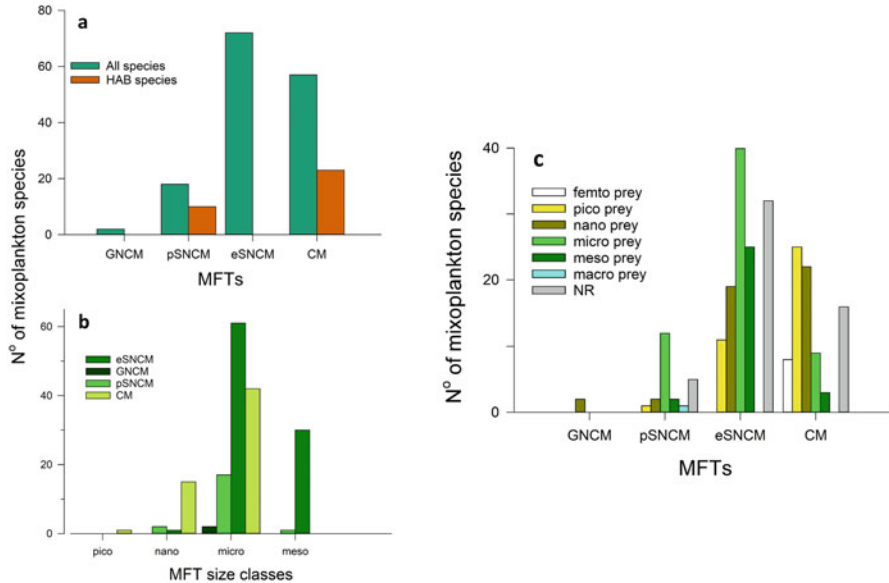 a
80
60
40
20
0
All species
HAB species
GNCM pSNCM eSNCM CM
MFTs
N° of mixoplankton species
b
60
40
20
0
eSNCM
GNCM
pSNCM
CM
pico nano micro meso
MFT size classes
c
40
20
0
femto prey
pico prey
nano prey
micro prey
meso prey
macro prey
NR
GNCM pSNCM eSNCM CM
MFTs
N° of mixoplankton species